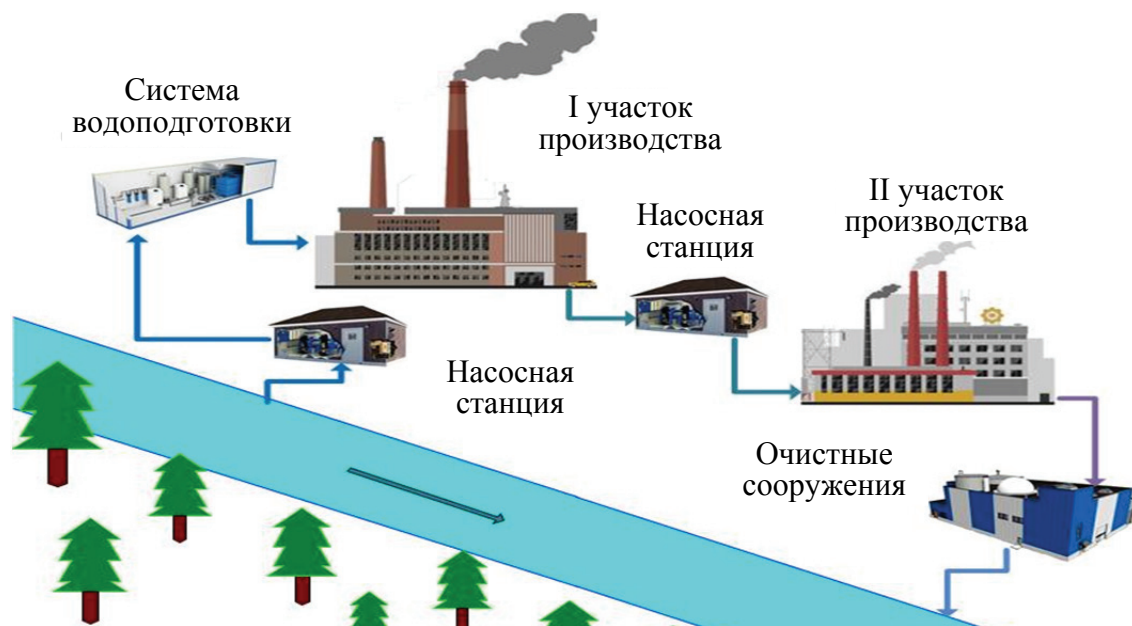 Система
водоподготовки
I участок
производства
Насосная
станция
II участок
производства
Насосная
станция
Очистные
сооружения